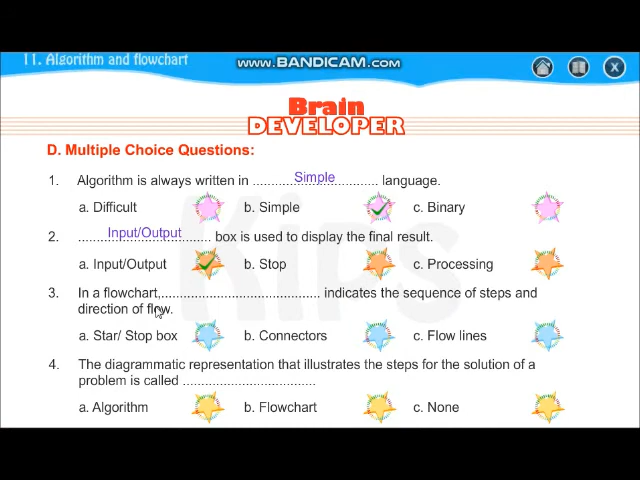 11. Algorithm and flowchart
www.BANDICAM.com
Brain
DEVELOPER
D. Multiple Choice Questions:
1. Algorithm is always written in ..........Simple.......... language.
a. Difficult b. Simple c. Binary
2. ..........Input/Output.......... box is used to display the final result.
a. Input/Output b. Stop c. Processing
3. In a flowchart,.......................................... indicates the sequence of steps and
direction of flow.
a. Star/ Stop box b. Connectors c. Flow lines
4. The diagrammatic representation that illustrates the steps for the solution of a
problem is called ...................................
a. Algorithm b. Flowchart c. None
Kips